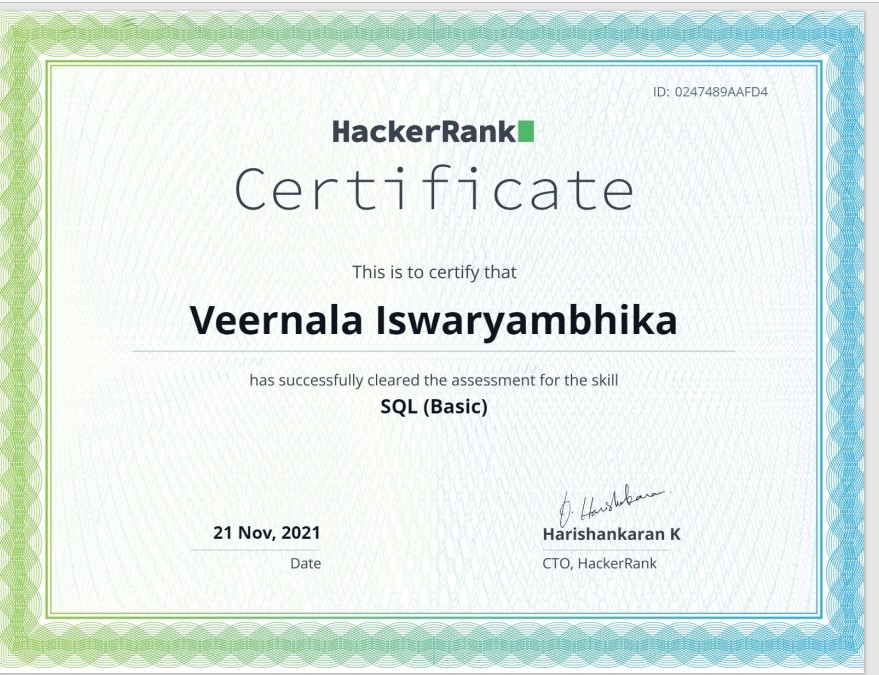 ID: 0247489AAFD4
HackerRank
Certificate
This is to certify that
Veernala Iswaryambhika
has successfully cleared the assessment for the skill
SQL (Basic)
21 Nov, 2021
Date
Harishankaran K
CTO, HackerRank